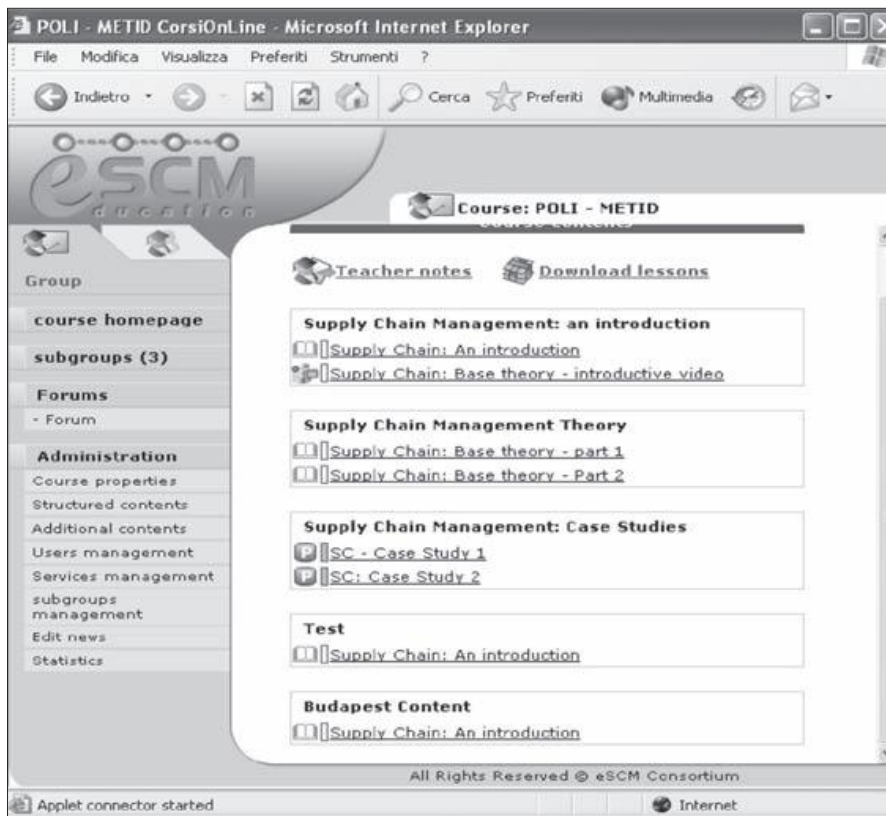 POLI - METID CorsiOnLine - Microsoft Internet Explorer
File Modifica Visualizza Preferiti Strumenti ?
Indietro Cerca Preferiti Multimedia
eSCM
ducation
Course: POLI - METID
Course contents
Group
course homepage
subgroups (3)
Forums
- Forum
Administration
Course properties
Structured contents
Additional contents
Users management
Services management
subgroups
management
Edit news
Statistics
Teacher notes Download lessons
Supply Chain Management: an introduction
Supply Chain: An introduction
Supply Chain: Base theory - introductive video
Supply Chain Management Theory
Supply Chain: Base theory - part 1
Supply Chain: Base theory - Part 2
Supply Chain Management: Case Studies
SC - Case Study 1
SC: Case Study 2
Test
Supply Chain: An introduction
Budapest Content
Supply Chain: An introduction
All Rights Reserved © eSCM Consortium
Applet connector started Internet